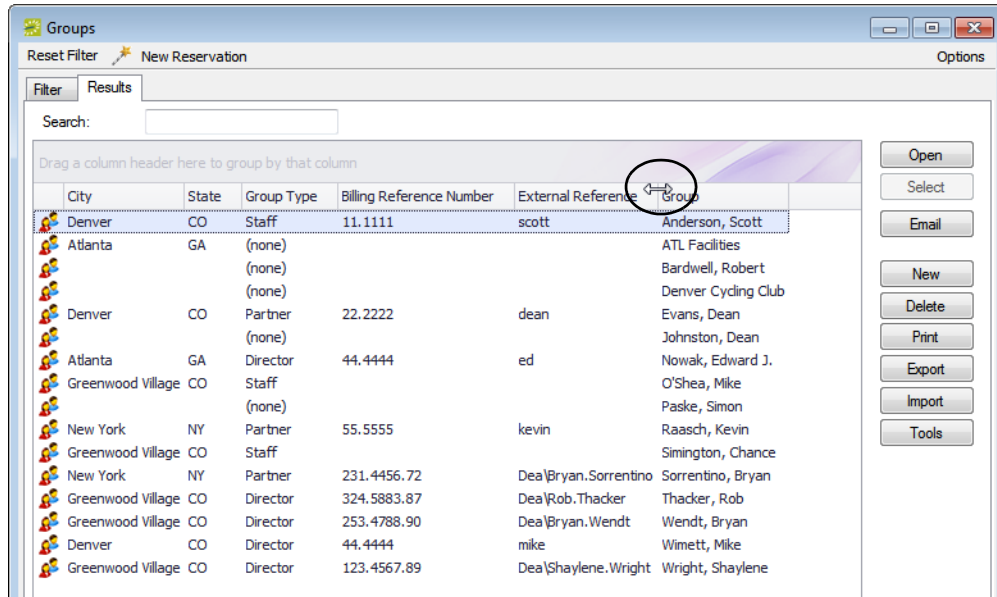 Groups
Reset Filter New Reservation Options
Filter Results
Search:
Drag a column header here to group by that column
City State Group Type Billing Reference Number External Reference Group
Denver CO Staff 11.1111 scott Anderson, Scott
Atlanta GA (none) ATL Facilities
(none) Bardwell, Robert
(none) Denver Cycling Club
Denver CO Partner 22.2222 dean Evans, Dean
(none) Johnston, Dean
Atlanta GA Director 44.4444 ed Nowak, Edward J.
Greenwood Village CO Staff O'Shea, Mike
(none) Paske, Simon
New York NY Partner 55.5555 kevin Raasch, Kevin
Greenwood Village CO Staff Simington, Chance
New York NY Partner 231.4456.72 Dea\Bryan.Sorrentino Sorrentino, Bryan
Greenwood Village CO Director 324.5883.87 Dea\Rob.Thacker Thacker, Rob
Greenwood Village CO Director 253.4788.90 Dea\Bryan.Wendt Wendt, Bryan
Denver CO Director 44.4444 mike Wimett, Mike
Greenwood Village CO Director 123.4567.89 Dea\Shaylene.Wright Wright, Shaylene
Open
Select
Email
New
Delete
Print
Export
Import
Tools